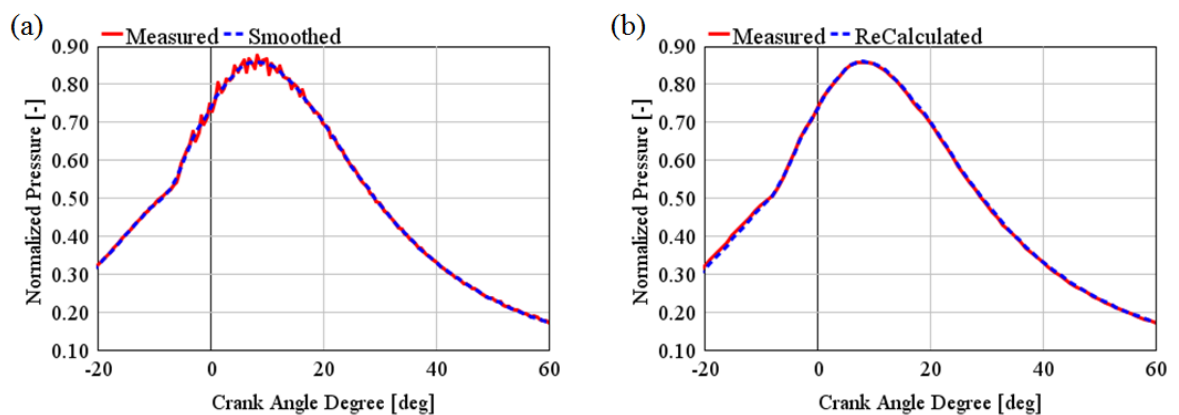 (a)
Measured Smoothed
0.90
0.80
0.70
0.60
0.50
0.40
0.30
0.20
0.10
Normalized Pressure [-]
-20 0 20 40 60
Crank Angle Degree [deg]
(b)
Measured ReCalculated
0.90
0.80
0.70
0.60
0.50
0.40
0.30
0.20
0.10
Normalized Pressure [-]
-20 0 20 40 60
Crank Angle Degree [deg]